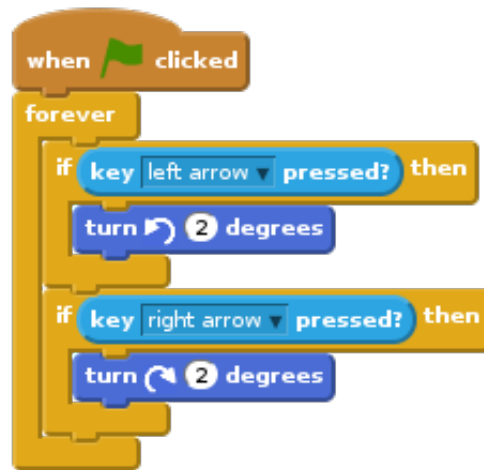 when clicked
forever
if key left arrow pressed? then
turn 2 degrees
if key right arrow pressed? then
turn 2 degrees